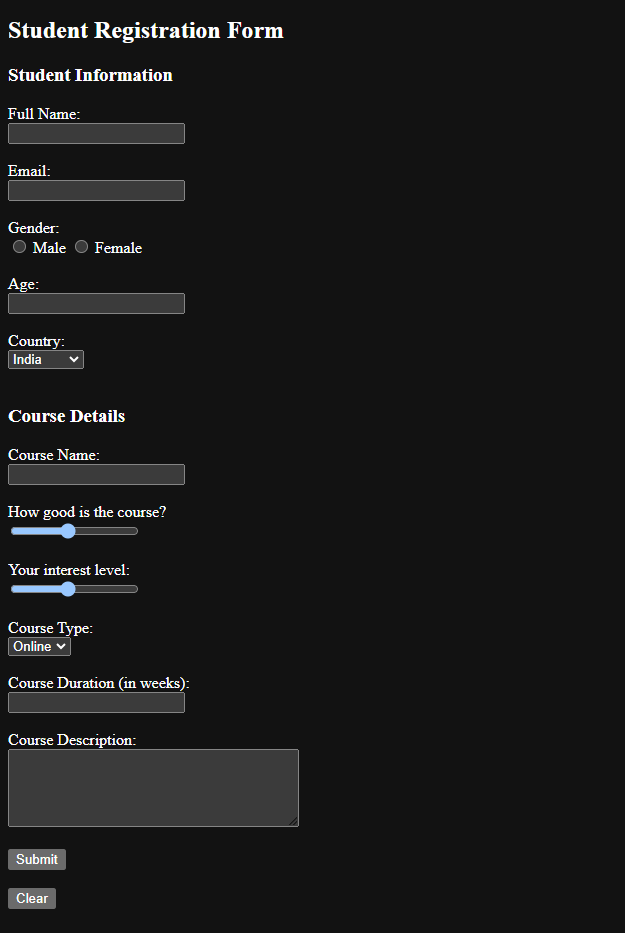 Student Registration Form
Student Information
Full Name:
Email:
Gender:
Male Female
Age:
Country:
India
Course Details
Course Name:
How good is the course?
Your interest level:
Course Type:
Online
Course Duration (in weeks):
Course Description:
Submit
Clear